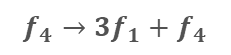 f₄ → 3f₁ + f₄